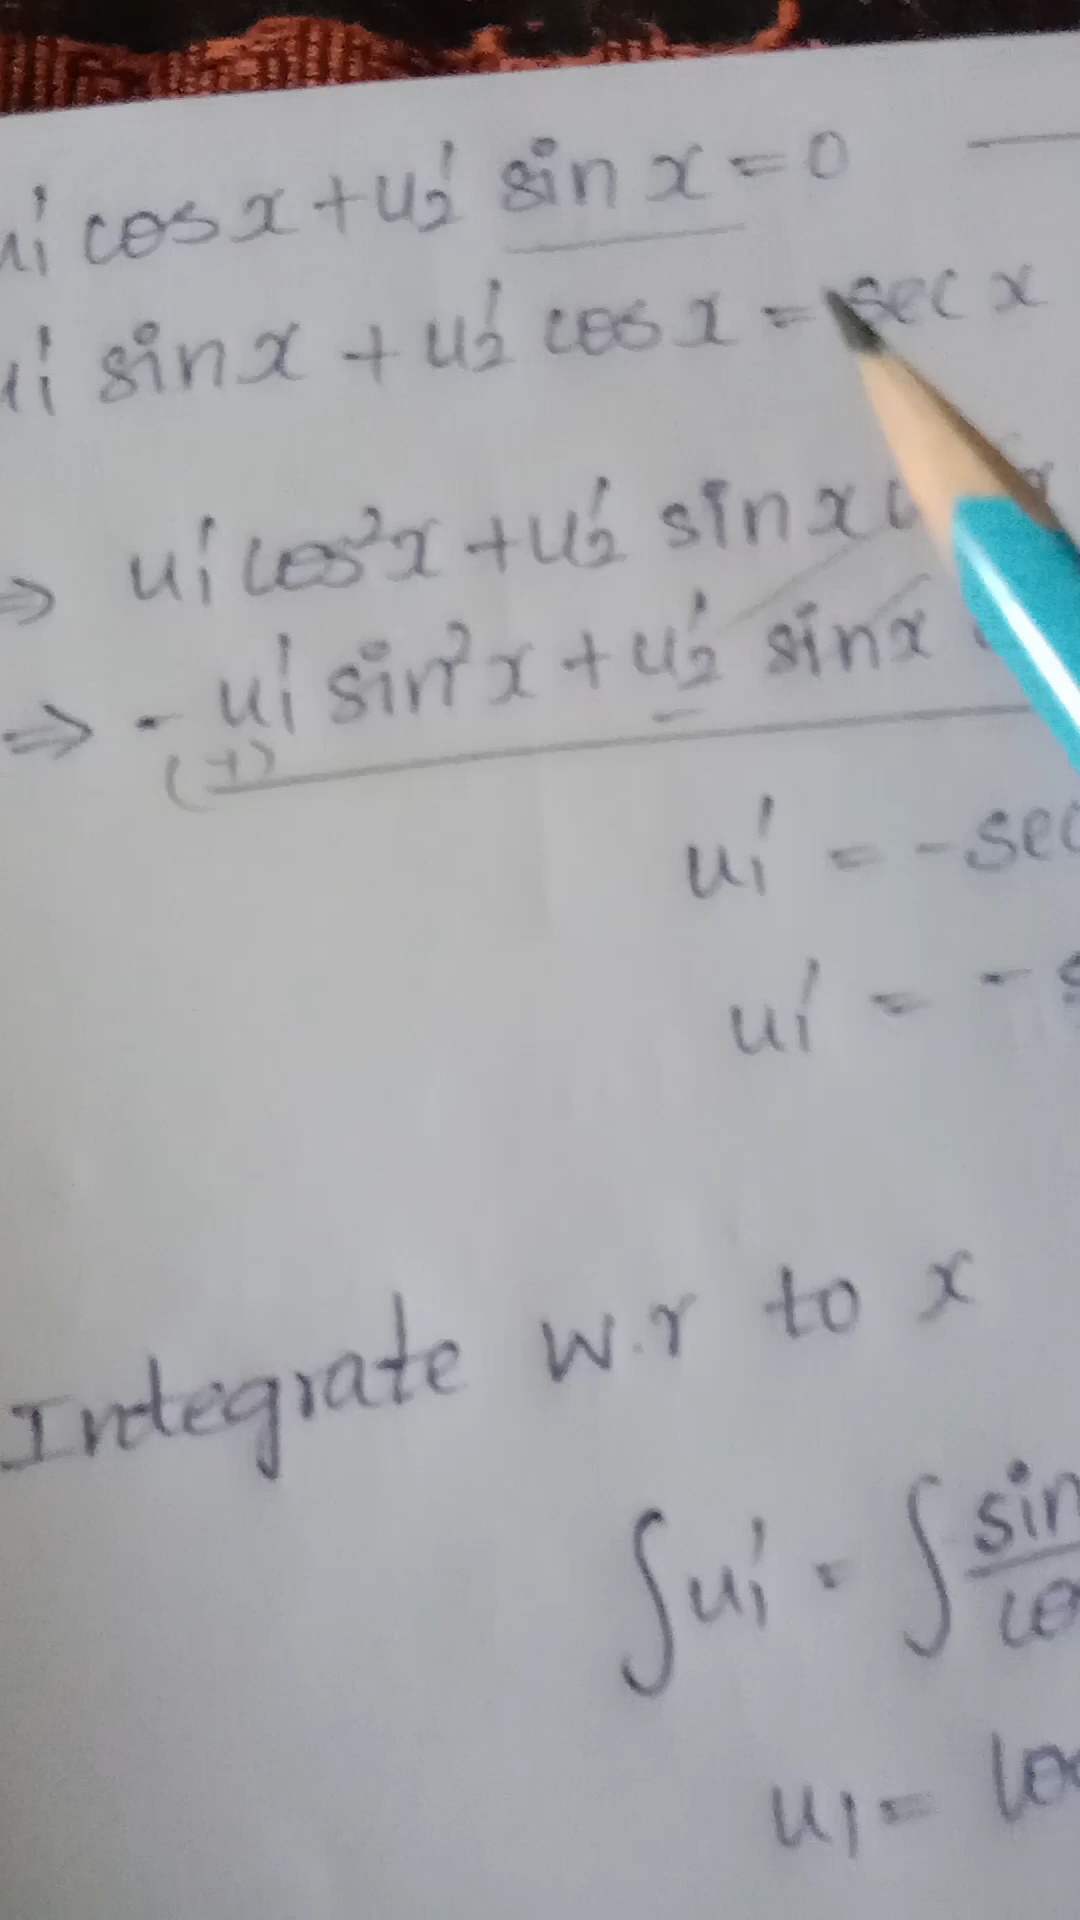 u₁' cos x + u₂' sin x = 0
u₁' sin x + u₂' cos x = sec x
⇒ u₁' cos²x + u₂' sin x
⇒ - u₁' sin²x + u₂' sin x
(+)
u₁' = - sec
u₁' = -
Integrate w.r to x
∫ u₁' = ∫ sin
u₁ =